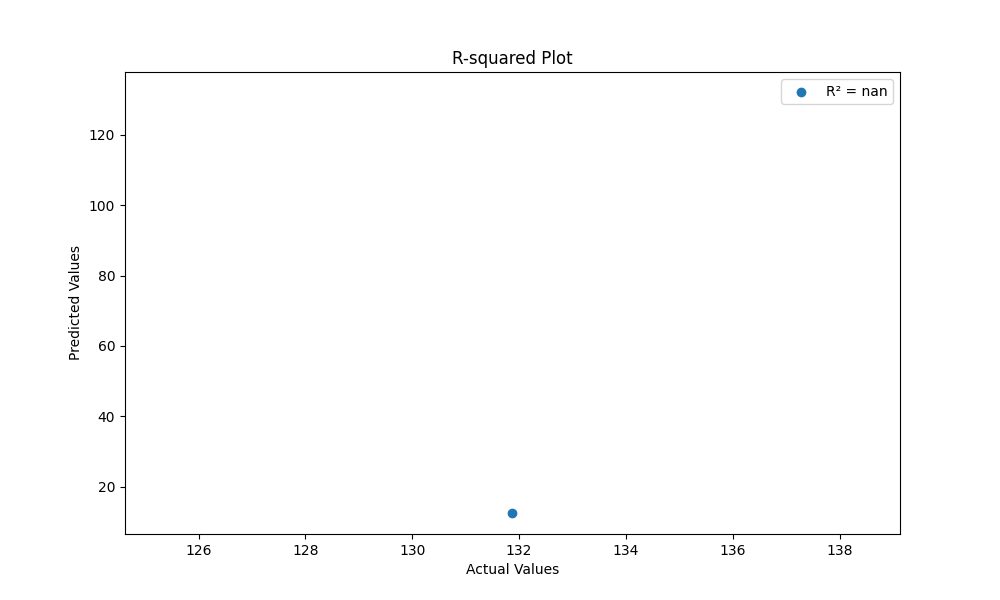 R-squared Plot
R² = nan
Predicted Values
120
100
80
60
40
20
126 128 130 132 134 136 138
Actual Values